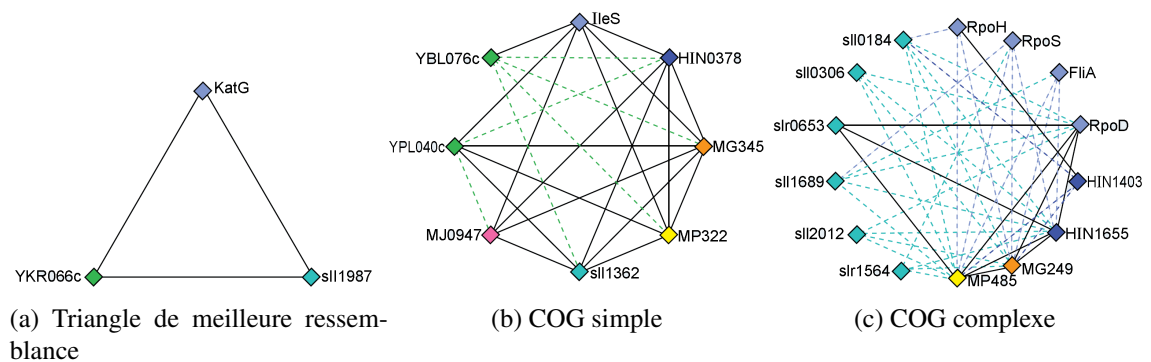 KatG
YKR066c
sll1987
(a) Triangle de meilleure ressem-
blance
IleS
YBL076c
HIN0378
YPL040c
MG345
MJ0947
MP322
sll1362
(b) COG simple
RpoH
sll0184
RpoS
sll0306
FliA
slr0653
RpoD
sll1689
HIN1403
sll2012
HIN1655
slr1564
MG249
MP485
(c) COG complexe